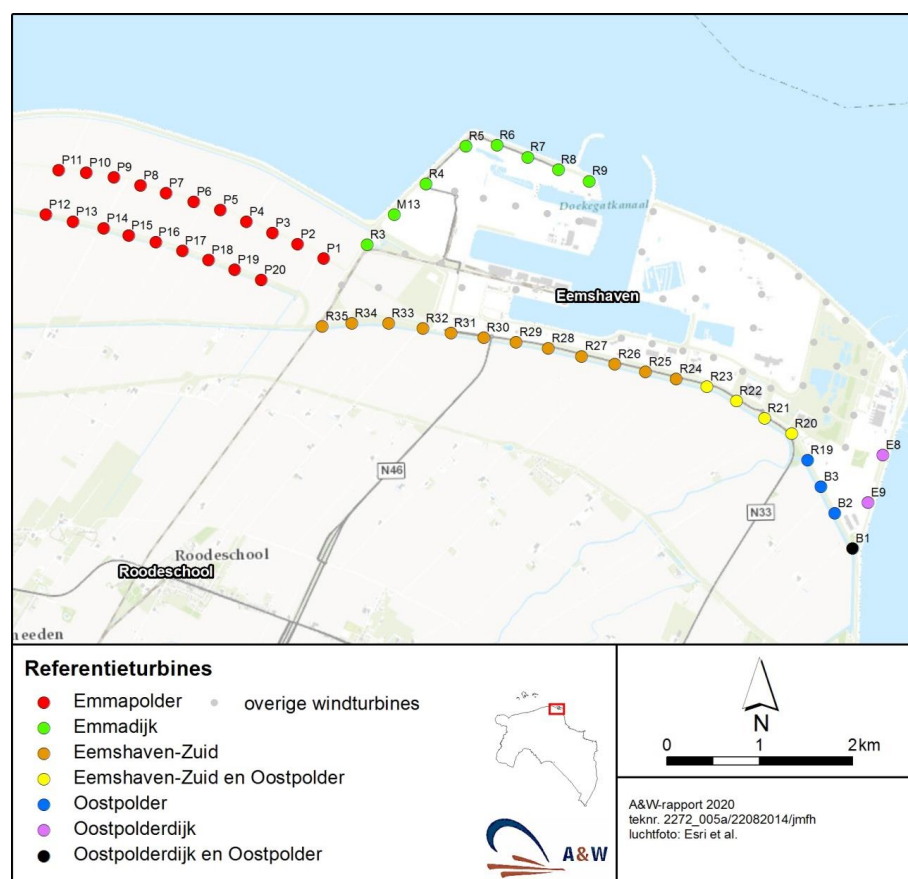 R5
R6
R7
R8
R9
P11
P10
P9
P8
P7
P6
P5
P4
P3
P2
P1
R4
M13
R3
Doekegatkanaal
P12
P13
P14
P15
P16
P17
P18
P19
P20
Eemshaven
R35
R34
R33
R32
R31
R30
R29
R28
R27
R26
R25
R24
R23
R22
R21
R20
R19
E8
B3
E9
B2
B1
N46
N33
Roodeschool
Roodeschool
needen
Referentieturbines
Emmapolder
overige windturbines
Emmadijk
Eemshaven-Zuid
Eemshaven-Zuid en Oostpolder
Oostpolder
Oostpolderdijk
Oostpolderdijk en Oostpolder
A&W
N
0 1 2km
A&W-rapport 2020
teknr. 2272_005a/22082014/jmfh
luchtfoto: Esri et al.